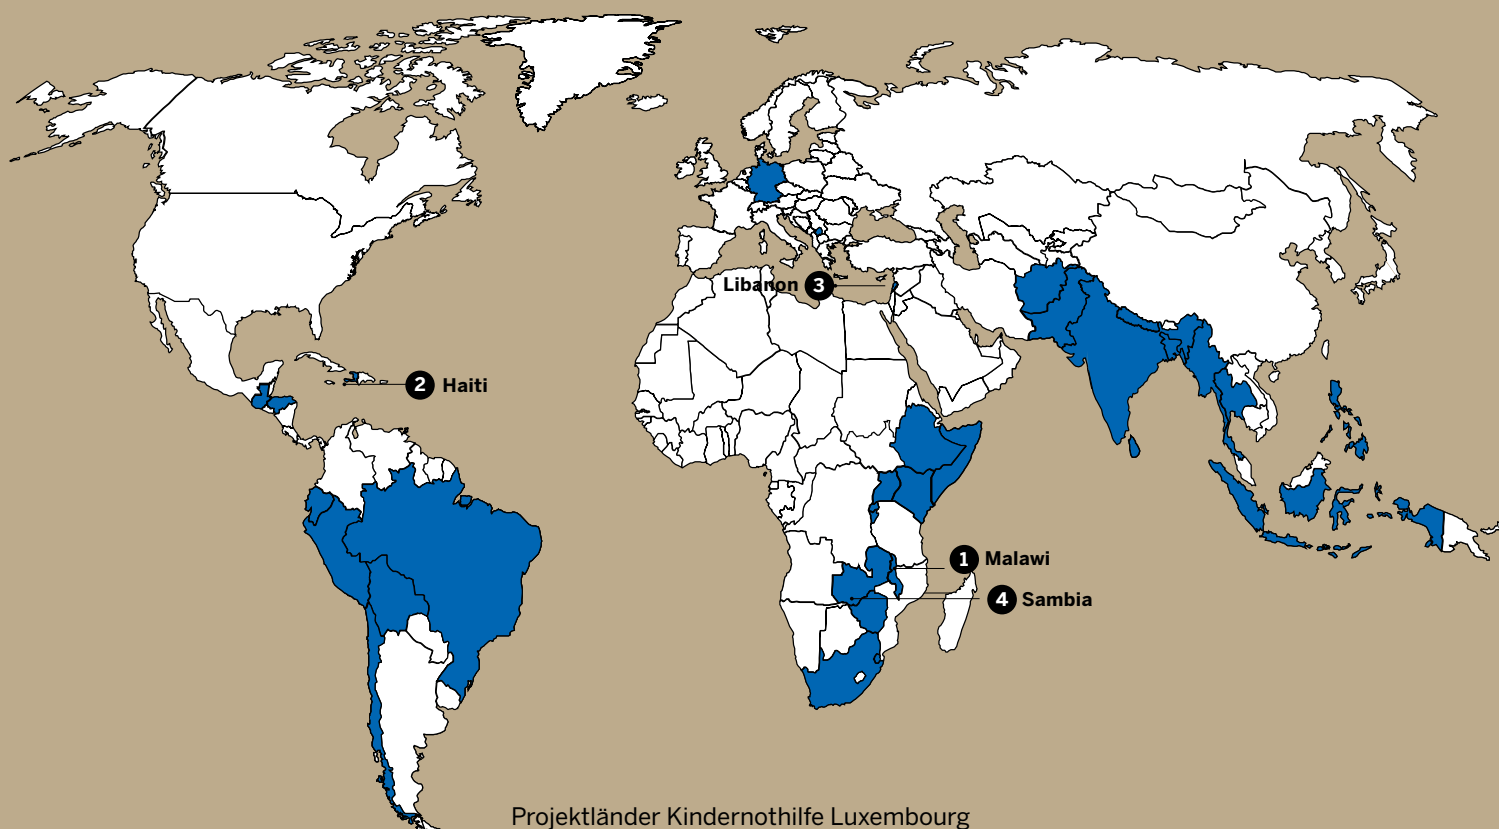 Libanon 3
2 Haiti
1 Malawi
4 Sambia
Projektländer Kindernothilfe Luxembourg